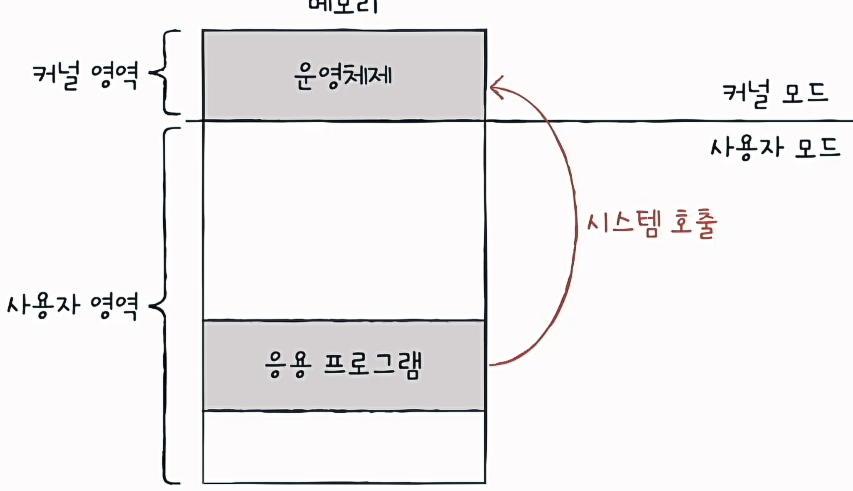 메모리
커널 영역
운영체제
커널 모드
사용자 모드
시스템 호출
사용자 영역
응용 프로그램